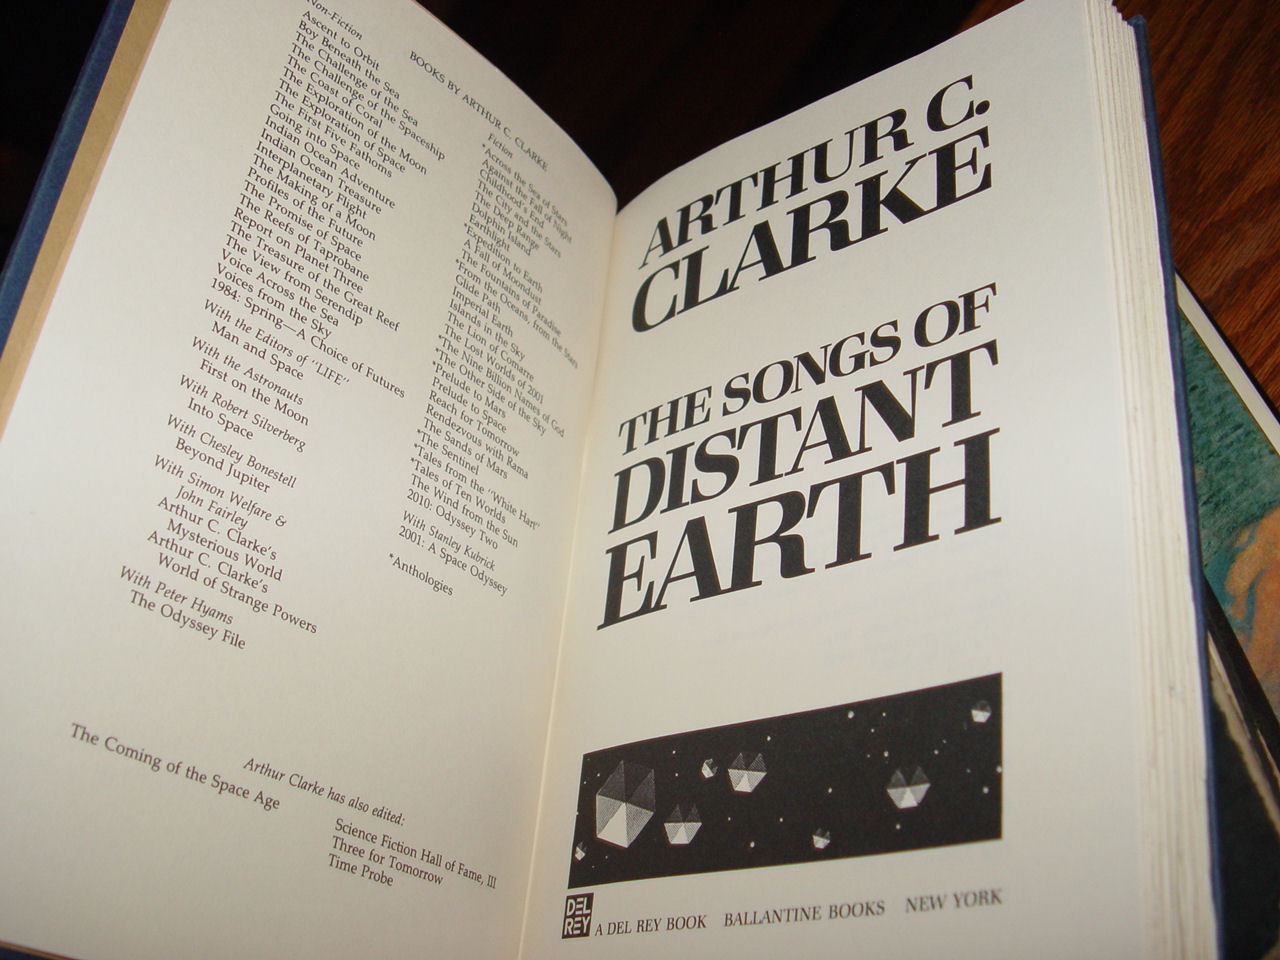 BOOKS BY ARTHUR C. CLARKE
Non-Fiction
Ascent to Orbit
Boy Beneath the Sea
The Challenge of the Sea
The Challenge of the Spaceship
The Coast of Coral
The Exploration of the Moon
The Exploration of Space
The First Five Fathoms
Going into Space
Indian Ocean Adventure
Indian Ocean Treasure
Interplanetary Flight
The Making of a Moon
Profiles of the Future
The Promise of Space
The Reefs of Taprobane
Report on Planet Three
The Treasure of the Great Reef
The View from Serendip
Voice Across the Sea
Voices from the Sky
1984: Spring—A Choice of Futures
With the Editors of "LIFE"
Man and Space
With the Astronauts
First on the Moon
With Robert Silverberg
Into Space
With Chesley Bonestell
Beyond Jupiter
With Simon Welfare &
John Fairley
Arthur C. Clarke's
Mysterious World
Arthur C. Clarke's
World of Strange Powers
With Peter Hyams
The Odyssey File
Fiction
*Across the Sea of Stars
Against the Fall of Night
Childhood's End
The City and the Stars
The Deep Range
Dolphin Island
Earthlight
*Expedition to Earth
A Fall of Moondust
The Fountains of Paradise
*From the Oceans, from the Stars
Glide Path
Imperial Earth
Islands in the Sky
The Lion of Comarre
The Lost Worlds of 2001
*The Nine Billion Names of God
*The Other Side of the Sky
*Prelude to Mars
Prelude to Space
Reach for Tomorrow
Rendezvous with Rama
The Sands of Mars
*The Sentinel
*Tales from the "White Hart"
*Tales of Ten Worlds
The Wind from the Sun
2010: Odyssey Two
With Stanley Kubrick
2001: A Space Odyssey
*Anthologies
Arthur Clarke has also edited:
The Coming of the Space Age
Science Fiction Hall of Fame, III
Three for Tomorrow
Time Probe
ARTHUR C.
CLARKE
THE SONGS OF
DISTANT
EARTH
DEL
REY
A DEL REY BOOK BALLANTINE BOOKS NEW YORK